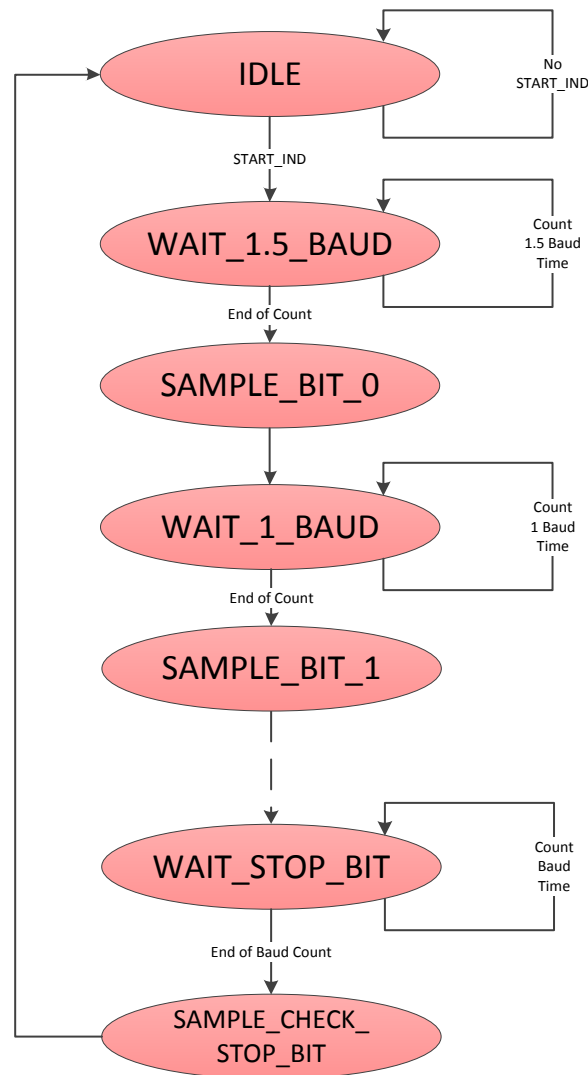 IDLE
No
START_IND
START_IND
WAIT_1.5_BAUD
Count
1.5 Baud
Time
End of Count
SAMPLE_BIT_0
WAIT_1_BAUD
Count
1 Baud
Time
End of Count
SAMPLE_BIT_1
WAIT_STOP_BIT
Count
Baud
Time
End of Baud Count
SAMPLE_CHECK_
STOP_BIT